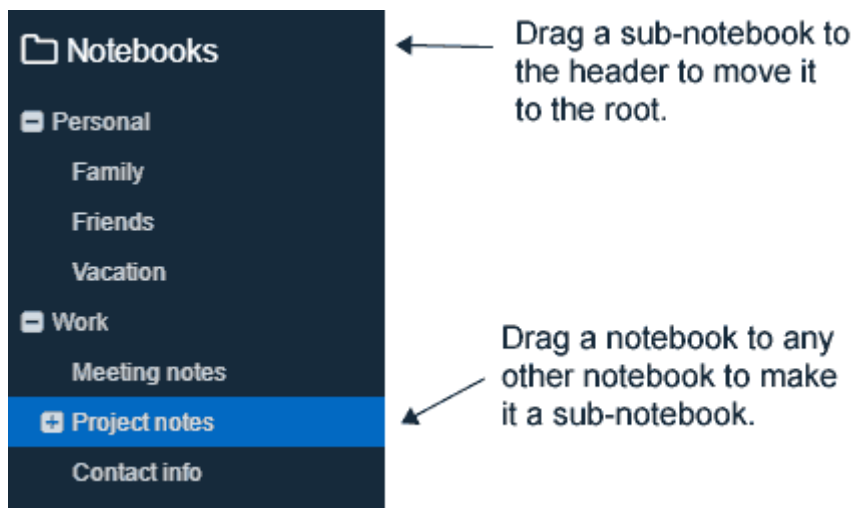 Notebooks
Drag a sub-notebook to
the header to move it
to the root.
Personal
Family
Friends
Vacation
Work
Meeting notes
Project notes
Contact info
Drag a notebook to any
other notebook to make
it a sub-notebook.